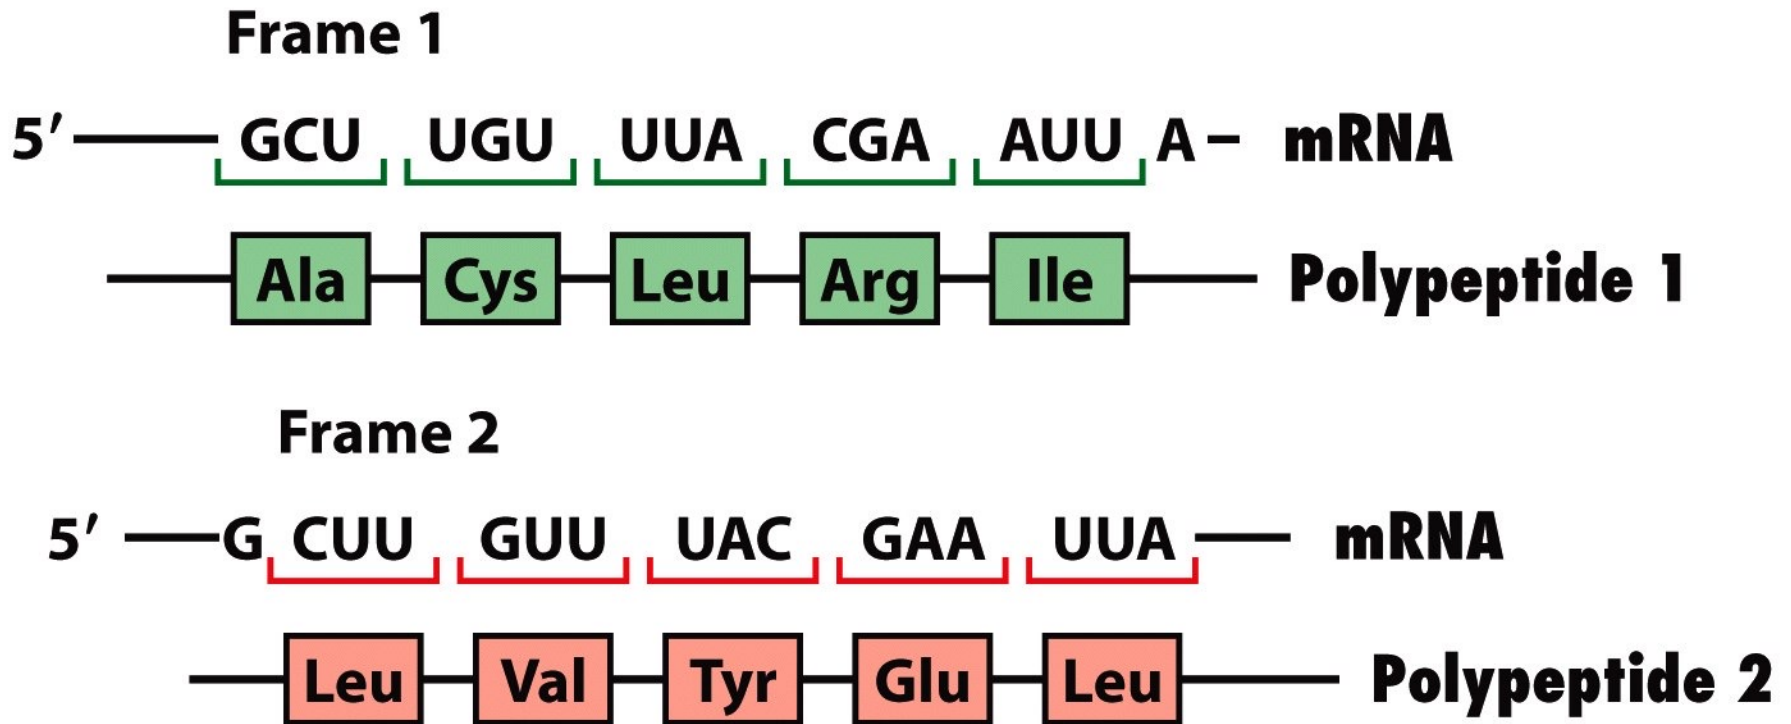 Frame 1
5′ GCU UGU UUA CGA AUU A – mRNA
Ala Cys Leu Arg Ile Polypeptide 1
Frame 2
5′ G CUU GUU UAC GAA UUA mRNA
Leu Val Tyr Glu Leu Polypeptide 2